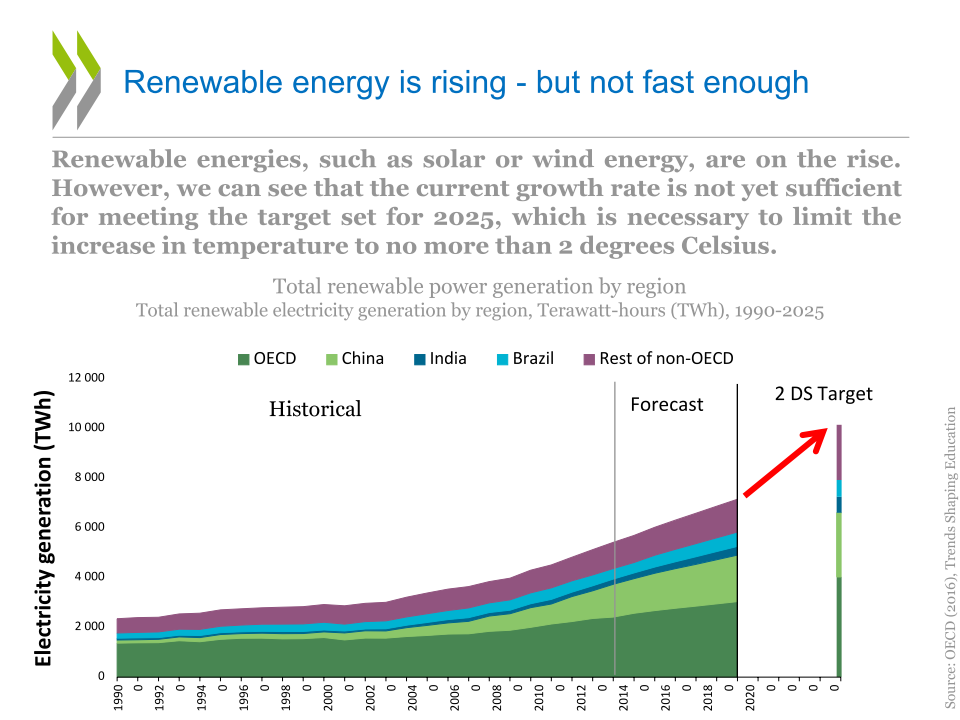 Renewable energy is rising - but not fast enough
Renewable energies, such as solar or wind energy, are on the rise.
However, we can see that the current growth rate is not yet sufficient
for meeting the target set for 2025, which is necessary to limit the
increase in temperature to no more than 2 degrees Celsius.
Total renewable power generation by region
Total renewable electricity generation by region, Terawatt-hours (TWh), 1990-2025
OECD China India Brazil Rest of non-OECD
Electricity generation (TWh)
12 000
10 000
8 000
6 000
4 000
2 000
0
Historical
Forecast
2 DS Target
1990 0 1992 0 1994 0 1996 0 1998 0 2000 0 2002 0 2004 0 2006 0 2008 0 2010 0 2012 0 2014 0 2016 0 2018 0 2020 0 0 0 0
Source: OECD (2016), Trends Shaping Education